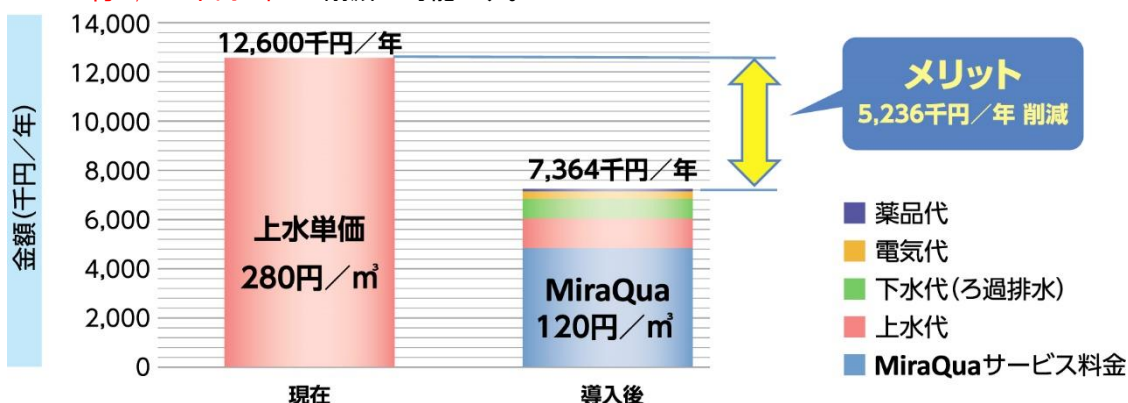 14,000
12,000
10,000
8,000
6,000
4,000
2,000
0
金額(千円／年)
12,600千円／年
上水単価
280円／㎥
現在
7,364千円／年
MiraQua
120円／㎥
導入後
メリット
5,236千円／年 削減
薬品代
電気代
下水代(ろ過排水)
上水代
MiraQuaサービス料金